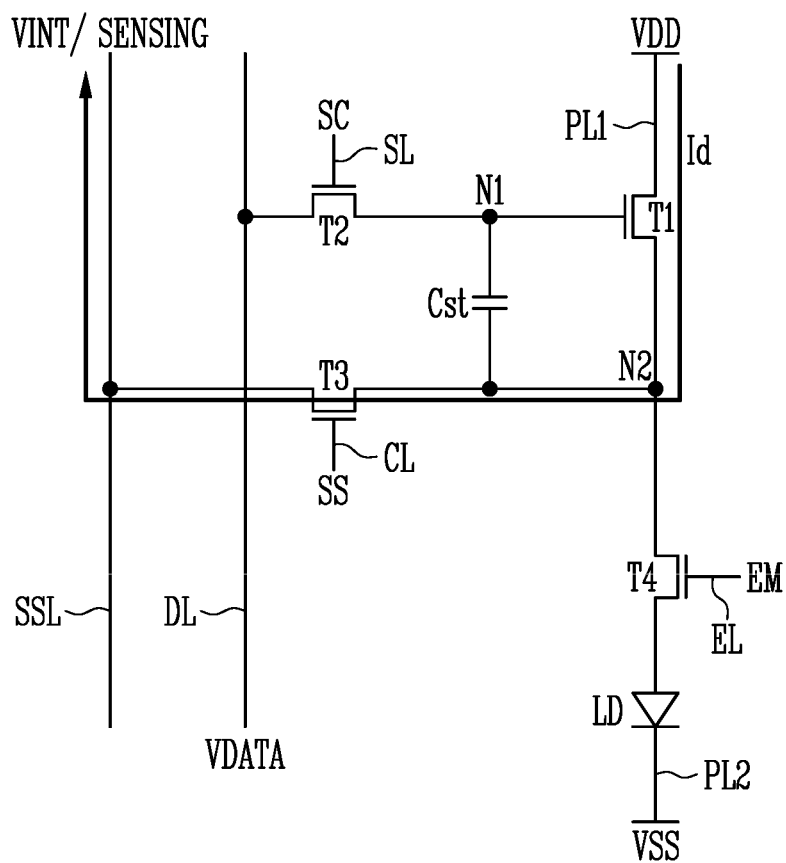 VINT/ SENSING
VDD
SC
SL
PL1
Id
N1
T2
T1
Cst
T3
N2
CL
SS
T4
EM
SSL
DL
EL
LD
VDATA
PL2
VSS